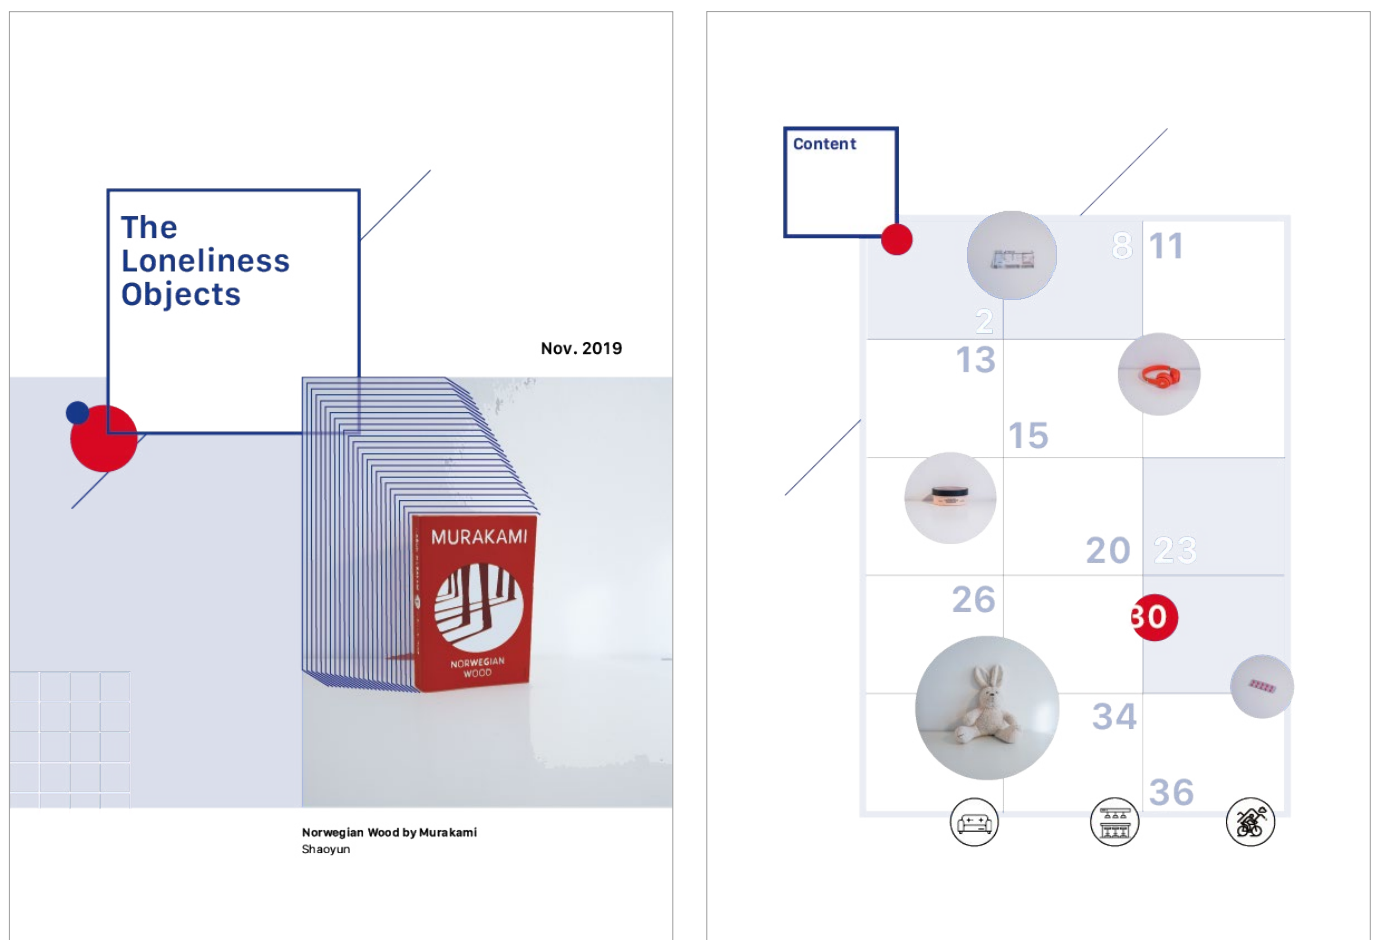 The
Loneliness
Objects
Nov. 2019
MURAKAMI
NORWEGIAN
WOOD
Norwegian Wood by Murakami
Shaoyun
Content
8
11
2
13
15
20
23
26
30
34
36